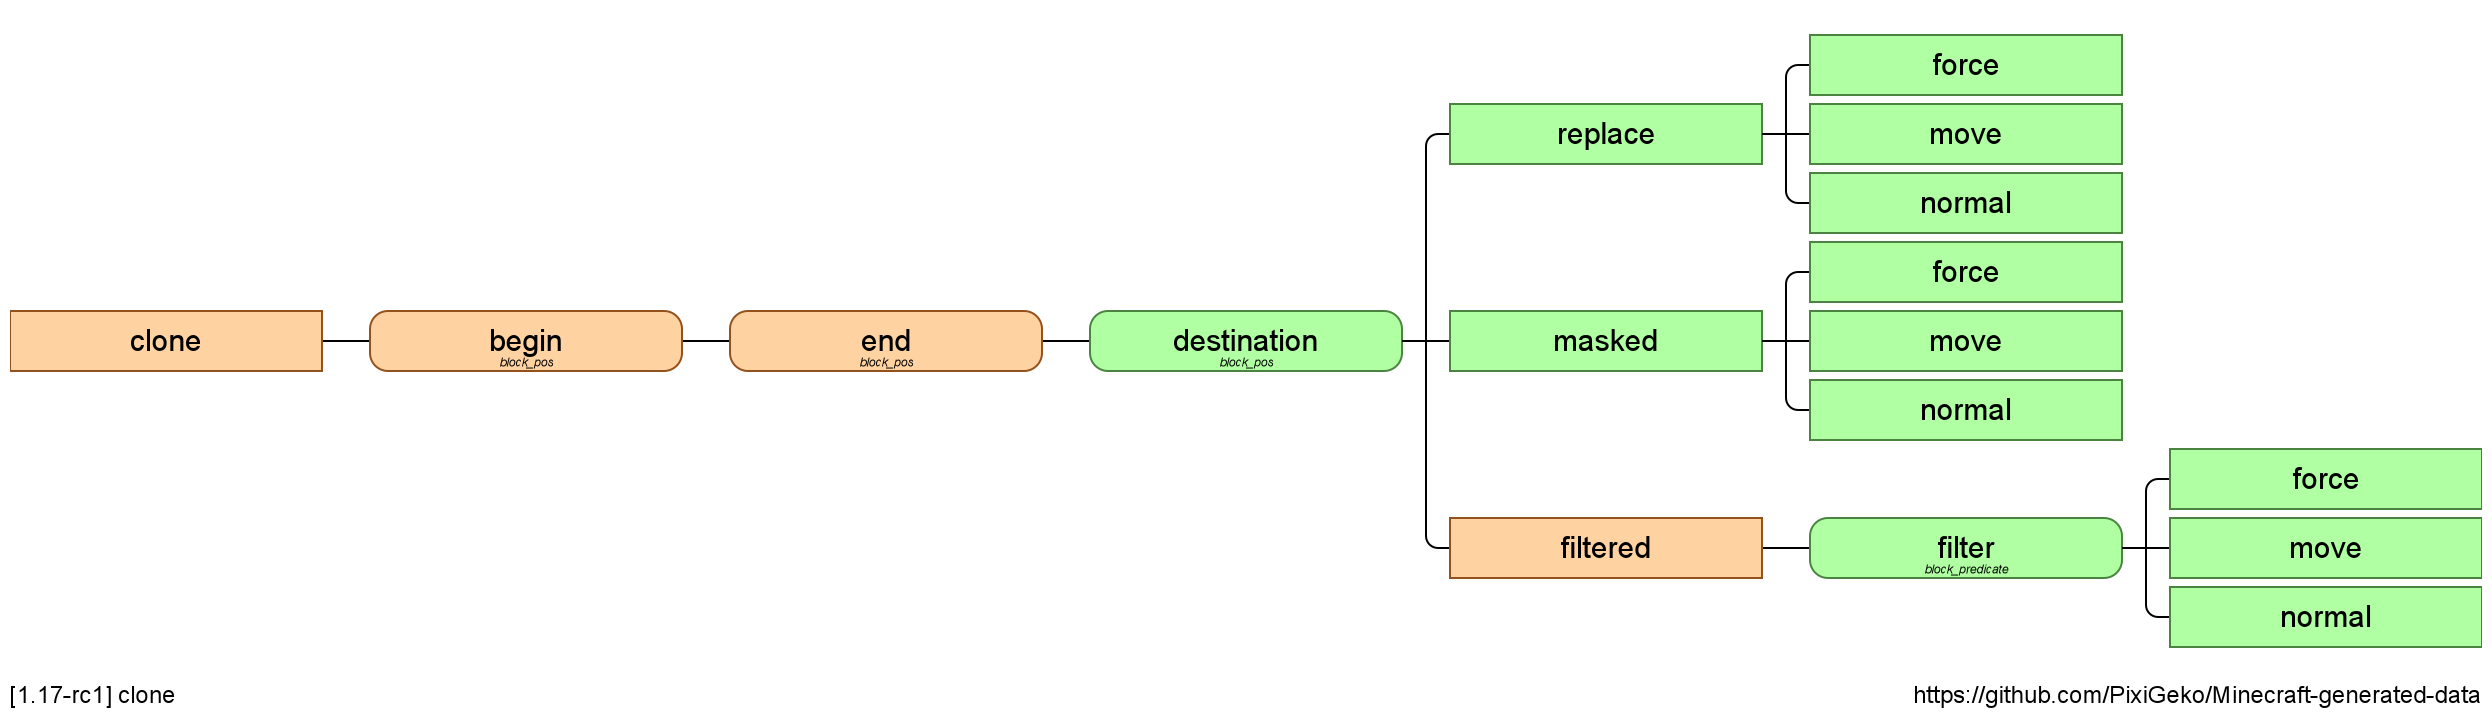 force
replace
move
normal
force
clone
begin
block_pos
end
block_pos
destination
block_pos
masked
move
normal
force
filtered
filter
block_predicate
move
normal
[1.17-rc1] clone
https://github.com/PixiGeko/Minecraft-generated-data